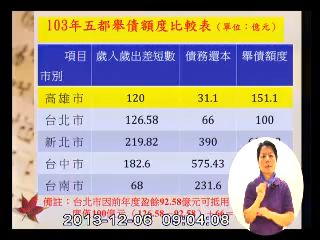 103年五都舉債額度比較表（單位：億元）
項目 歲入歲出差短數 債務還本 舉債額度
市別
高雄市 120 31.1 151.1
台北市 126.58 66 100
新北市 219.82 390
台中市 182.6 575.43
台南市 68 231.6
備註：台北市因前年度盈餘92.58億元可抵用
2013-12-06 09:04:08